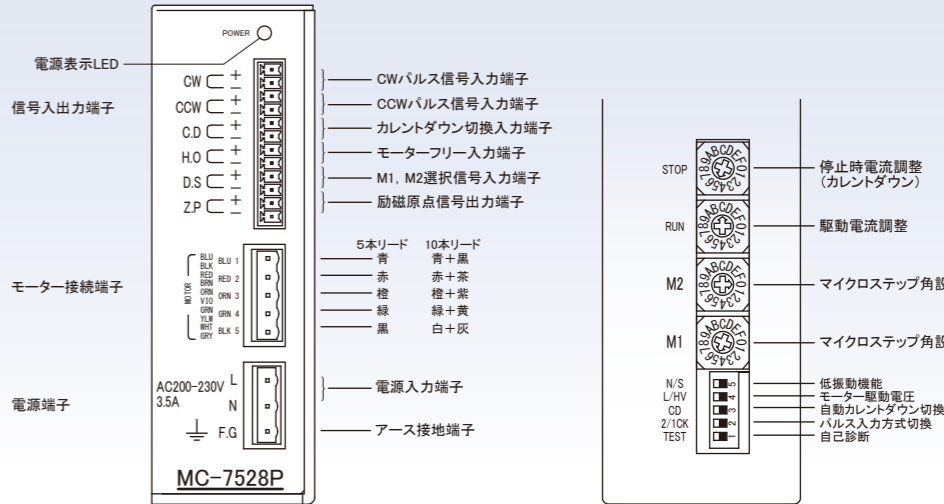 POWER
電源表示LED
信号入出力端子
CW + − CWパルス信号入力端子
CCW + − CCWパルス信号入力端子
C.D + − カレントダウン切換入力端子
H.O + − モーターフリー入力端子
D.S + − M1, M2選択信号入力端子
Z.P + − 励磁原点信号出力端子
5本リード 10本リード
モーター接続端子
MOTOR
BLU BLK BLU 1 青 青+黒
RED BRN RED 2 赤 赤+茶
ORN VIO ORN 3 橙 橙+紫
GRN YLW GRN 4 緑 緑+黄
WHT GRY BLK 5 黒 白+灰
電源端子
AC200-230V
3.5A
L
N
F.G
電源入力端子
アース接地端子
MC-7528P
STOP 0123456789ABCDEF 停止時電流調整
(カレントダウン)
RUN 0123456789ABCDEF 駆動電流調整
M2 0123456789ABCDEF マイクロステップ角設
M1 0123456789ABCDEF マイクロステップ角設
N/S 5 低振動機能
L/HV 4 モーター駆動電圧
CD 3 自動カレントダウン切換
2/1CK 2 パルス入力方式切換
TEST 1 自己診断